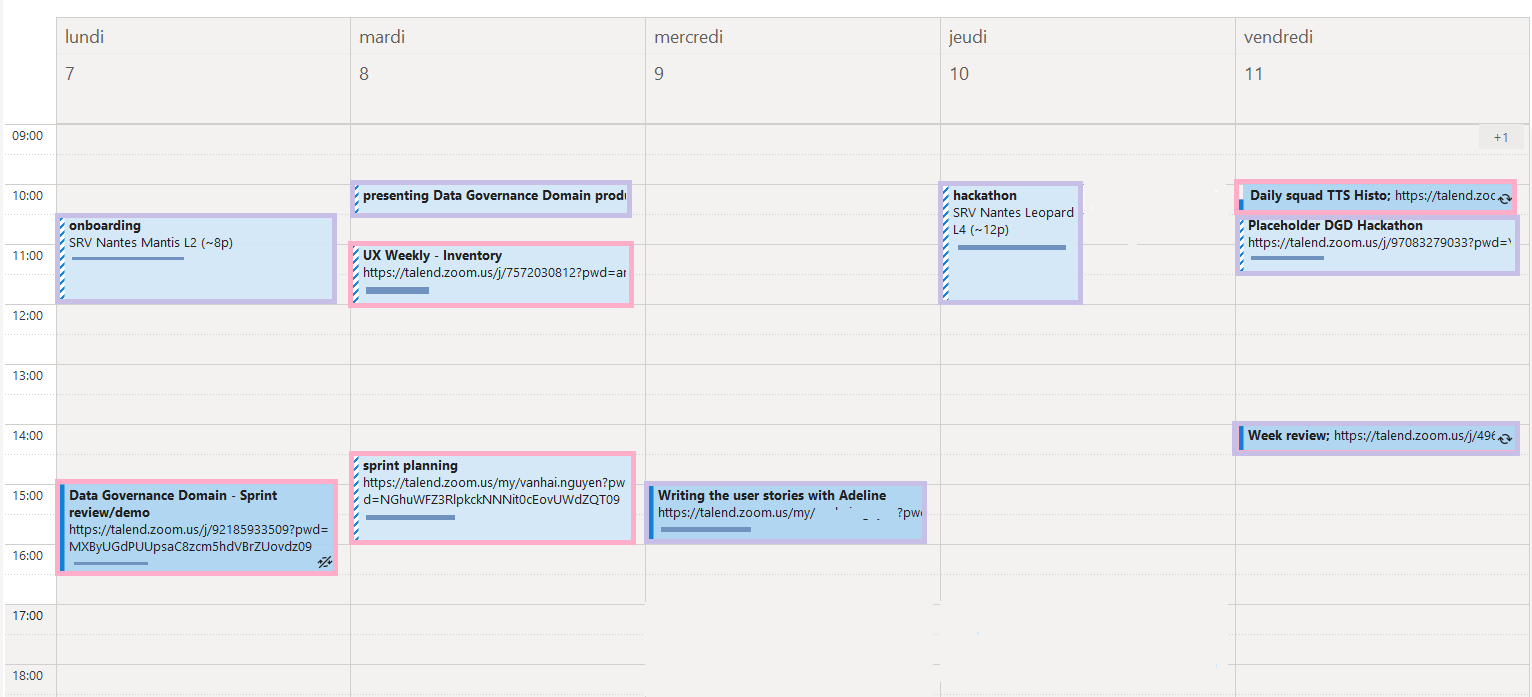 lundi
mardi
mercredi
jeudi
vendredi
7
8
9
10
11
09:00
10:00
11:00
12:00
13:00
14:00
15:00
16:00
17:00
18:00
onboarding
SRV Nantes Mantis L2 (~8p)
Data Governance Domain - Sprint
review/demo
https://talend.zoom.us/j/92185933509?pwd=
MXByUGdPUUpsaC8zcm5hdVBrZUovdz09
presenting Data Governance Domain prod
UX Weekly - Inventory
https://talend.zoom.us/j/7572030812?pwd=ar
sprint planning
https://talend.zoom.us/my/vanhai.nguyen?pw
d=NGhuWFZ3RlpkckNNNit0cEovUWdZQT09
Writing the user stories with Adeline
https://talend.zoom.us/my/ ?pwd
hackathon
SRV Nantes Leopard
L4 (~12p)
+1
Daily squad TTS Histo; https://talend.zoc
Placeholder DGD Hackathon
https://talend.zoom.us/j/97083279033?pwd=
Week review; https://talend.zoom.us/j/496